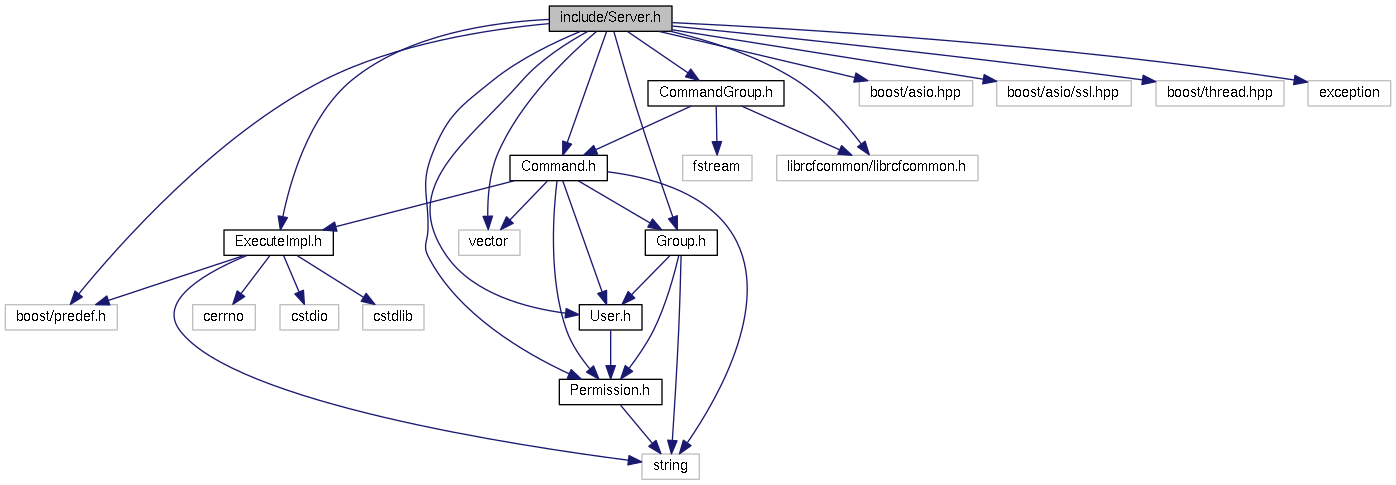 include/Server.h
CommandGroup.h
boost/asio.hpp
boost/asio/ssl.hpp
boost/thread.hpp
exception
Command.h
fstream
librcfcommon/librcfcommon.h
ExecuteImpl.h
vector
Group.h
boost/predef.h
cerrno
cstdio
cstdlib
User.h
Permission.h
string